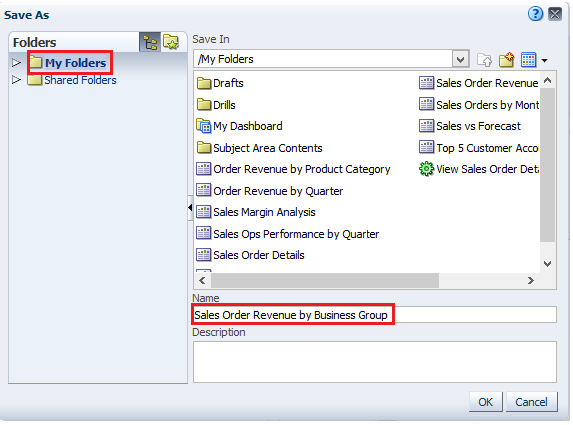 Save As
Folders
My Folders
Shared Folders
Save In
/My Folders
Drafts
Drills
My Dashboard
Subject Area Contents
Order Revenue by Product Category
Order Revenue by Quarter
Sales Margin Analysis
Sales Ops Performance by Quarter
Sales Order Details
Sales Order Revenue
Sales Orders by Mont
Sales vs Forecast
Top 5 Customer Acco
View Sales Order Deta
Name
Sales Order Revenue by Business Group
Description
OK
Cancel